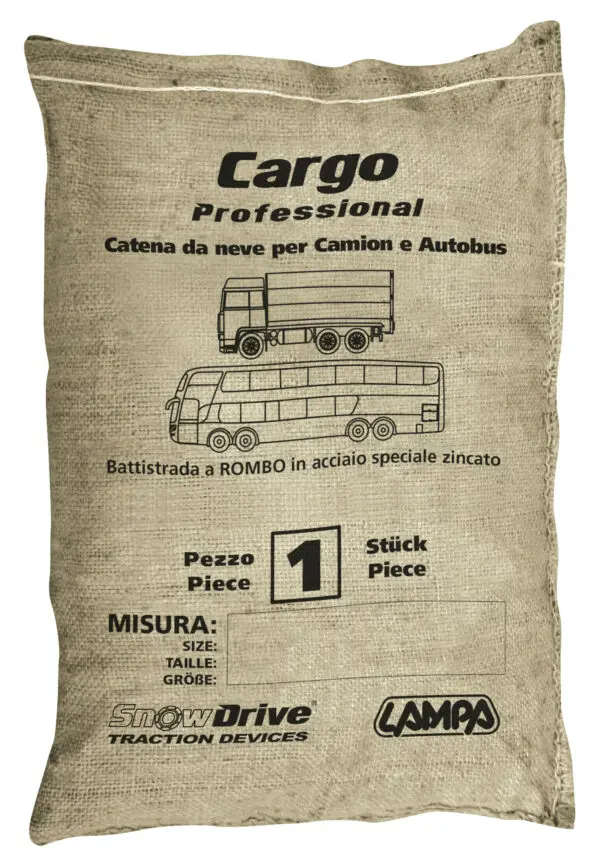 Cargo
Professional
Catena da neve per Camion e Autobus
Battistrada a ROMBO in acciaio speciale zincato
Pezzo 1 Stück
Piece Piece
MISURA:
SIZE:
TAILLE:
GRÖßE:
SnowDrive® LAMPA
TRACTION DEVICES